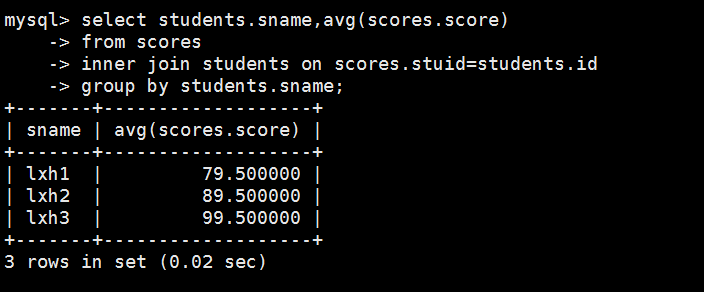 mysql> select students.sname,avg(scores.score)
    -> from scores
    -> inner join students on scores.stuid=students.id
    -> group by students.sname;
+-------+-------------------+
| sname | avg(scores.score) |
+-------+-------------------+
| lxh1  |         79.500000 |
| lxh2  |         89.500000 |
| lxh3  |         99.500000 |
+-------+-------------------+
3 rows in set (0.02 sec)